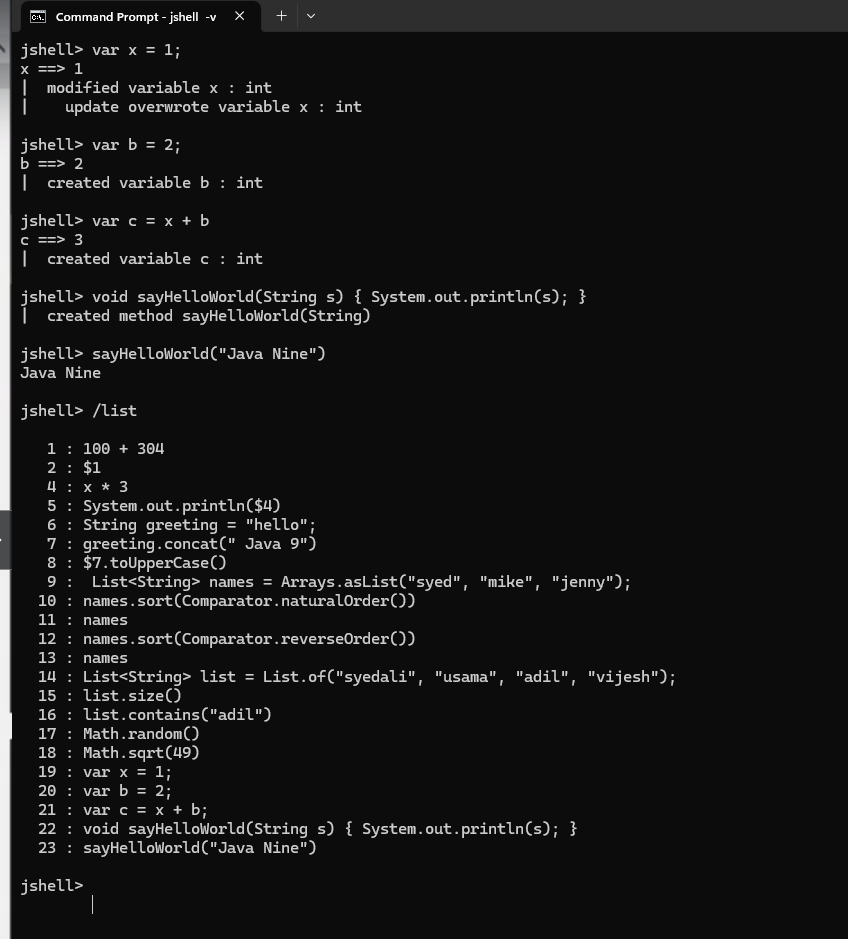 Command Prompt - jshell -v
jshell> var x = 1;
x ==> 1
|  modified variable x : int
|    update overwrote variable x : int
jshell> var b = 2;
b ==> 2
|  created variable b : int
jshell> var c = x + b
c ==> 3
|  created variable c : int
jshell> void sayHelloWorld(String s) { System.out.println(s); }
|  created method sayHelloWorld(String)
jshell> sayHelloWorld("Java Nine")
Java Nine
jshell> /list
1 : 100 + 304
2 : $1
4 : x * 3
5 : System.out.println($4)
6 : String greeting = "hello";
7 : greeting.concat(" Java 9")
8 : $7.toUpperCase()
9 :  List<String> names = Arrays.asList("syed", "mike", "jenny");
10 : names.sort(Comparator.naturalOrder())
11 : names
12 : names.sort(Comparator.reverseOrder())
13 : names
14 : List<String> list = List.of("syedali", "usama", "adil", "vijesh");
15 : list.size()
16 : list.contains("adil")
17 : Math.random()
18 : Math.sqrt(49)
19 : var x = 1;
20 : var b = 2;
21 : var c = x + b;
22 : void sayHelloWorld(String s) { System.out.println(s); }
23 : sayHelloWorld("Java Nine")
jshell>